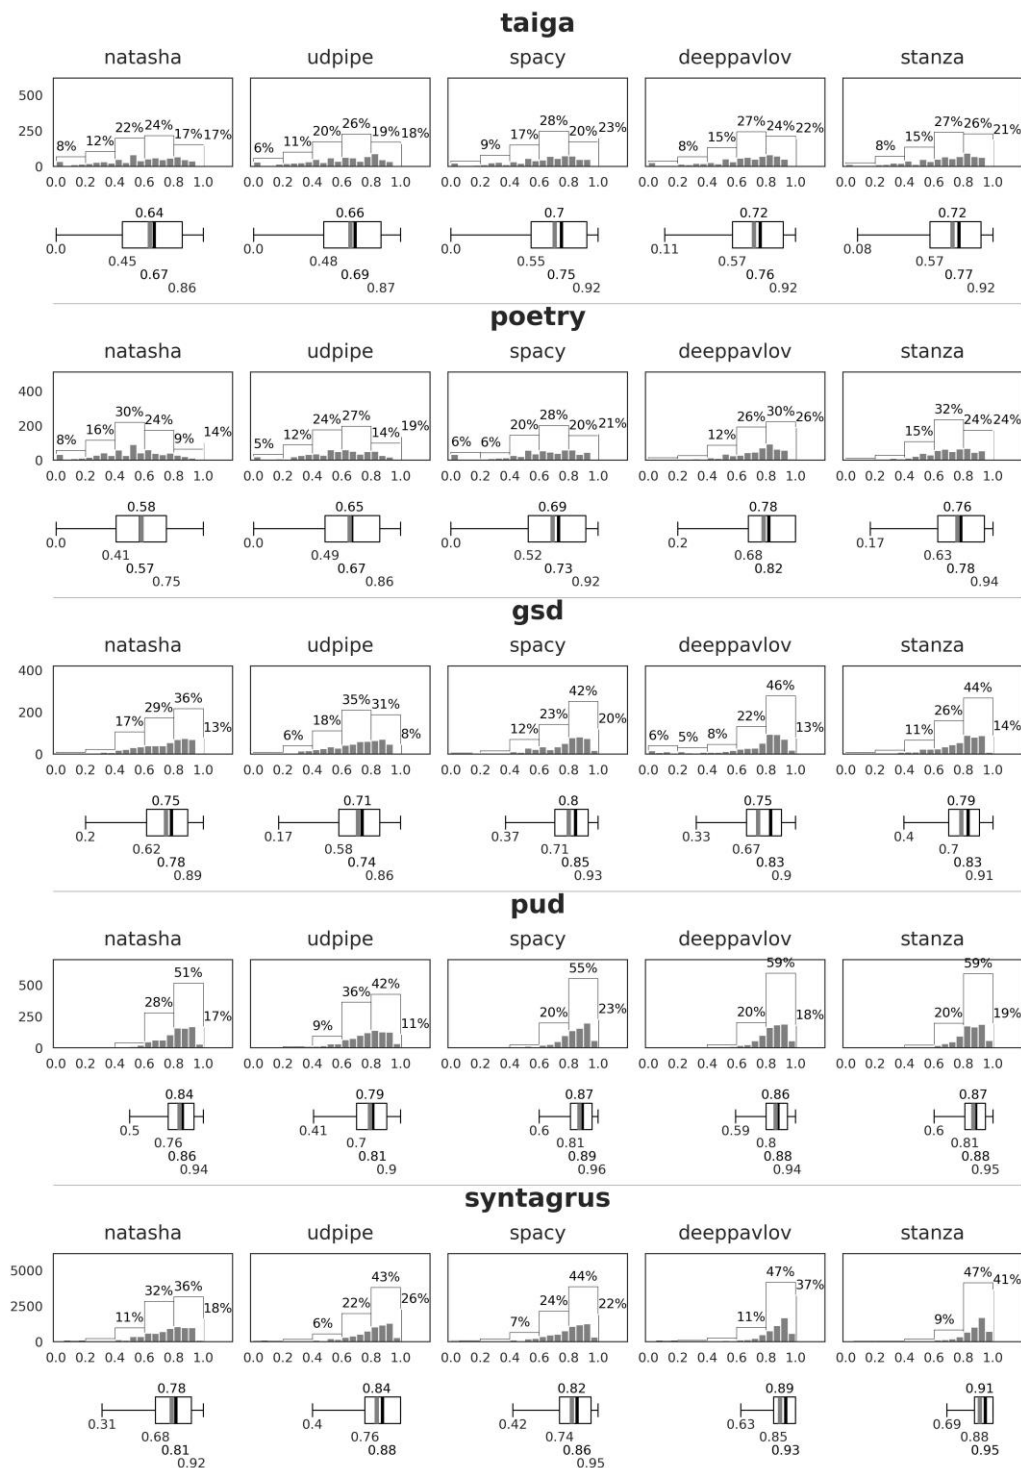 taiga
natasha udpipe spacy deeppavlov stanza
500
250
0
8% 12% 22% 24% 17% 17% 6% 11% 20% 26% 19% 18% 9% 17% 28% 20% 23% 8% 15% 27% 24% 22% 8% 15% 27% 26% 21%
0.0 0.2 0.4 0.6 0.8 1.0 0.0 0.2 0.4 0.6 0.8 1.0 0.0 0.2 0.4 0.6 0.8 1.0 0.0 0.2 0.4 0.6 0.8 1.0 0.0 0.2 0.4 0.6 0.8 1.0
0.64 0.66 0.7 0.72 0.72
0.0 0.0 0.0 0.11 0.08
0.45 0.48 0.55 0.57 0.57
0.67 0.69 0.75 0.76 0.77
0.86 0.87 0.92 0.92 0.92
poetry
natasha udpipe spacy deeppavlov stanza
400
200
0
8% 16% 30% 24% 9% 14% 5% 12% 24% 27% 14% 19% 6% 6% 20% 28% 20% 21% 12% 26% 30% 26% 15% 32% 24% 24%
0.0 0.2 0.4 0.6 0.8 1.0 0.0 0.2 0.4 0.6 0.8 1.0 0.0 0.2 0.4 0.6 0.8 1.0 0.0 0.2 0.4 0.6 0.8 1.0 0.0 0.2 0.4 0.6 0.8 1.0
0.58 0.65 0.69 0.78 0.76
0.0 0.0 0.0 0.2 0.17
0.41 0.49 0.52 0.68 0.63
0.57 0.67 0.73 0.82 0.78
0.75 0.86 0.92 0.94
gsd
natasha udpipe spacy deeppavlov stanza
400
200
0
17% 29% 36% 13% 6% 18% 35% 31% 8% 12% 23% 42% 20% 6% 5% 8% 22% 46% 13% 11% 26% 44% 14%
0.0 0.2 0.4 0.6 0.8 1.0 0.0 0.2 0.4 0.6 0.8 1.0 0.0 0.2 0.4 0.6 0.8 1.0 0.0 0.2 0.4 0.6 0.8 1.0 0.0 0.2 0.4 0.6 0.8 1.0
0.75 0.71 0.8 0.75 0.79
0.2 0.17 0.37 0.33 0.4
0.62 0.58 0.71 0.67 0.7
0.78 0.74 0.85 0.83 0.83
0.89 0.86 0.93 0.9 0.91
pud
natasha udpipe spacy deeppavlov stanza
500
250
0
28% 51% 17% 9% 36% 42% 11% 20% 55% 23% 20% 59% 18% 20% 59% 19%
0.0 0.2 0.4 0.6 0.8 1.0 0.0 0.2 0.4 0.6 0.8 1.0 0.0 0.2 0.4 0.6 0.8 1.0 0.0 0.2 0.4 0.6 0.8 1.0 0.0 0.2 0.4 0.6 0.8 1.0
0.84 0.79 0.87 0.86 0.87
0.5 0.41 0.6 0.59 0.6
0.76 0.7 0.81 0.8 0.81
0.86 0.81 0.89 0.88 0.88
0.94 0.9 0.96 0.94 0.95
syntagrus
natasha udpipe spacy deeppavlov stanza
5000
2500
0
11% 32% 36% 18% 6% 22% 43% 26% 7% 24% 44% 22% 11% 47% 37% 9% 47% 41%
0.0 0.2 0.4 0.6 0.8 1.0 0.0 0.2 0.4 0.6 0.8 1.0 0.0 0.2 0.4 0.6 0.8 1.0 0.0 0.2 0.4 0.6 0.8 1.0 0.0 0.2 0.4 0.6 0.8 1.0
0.78 0.84 0.82 0.89 0.91
0.31 0.4 0.42 0.63 0.69
0.68 0.76 0.74 0.85 0.88
0.81 0.88 0.86 0.93 0.95
0.92 0.95